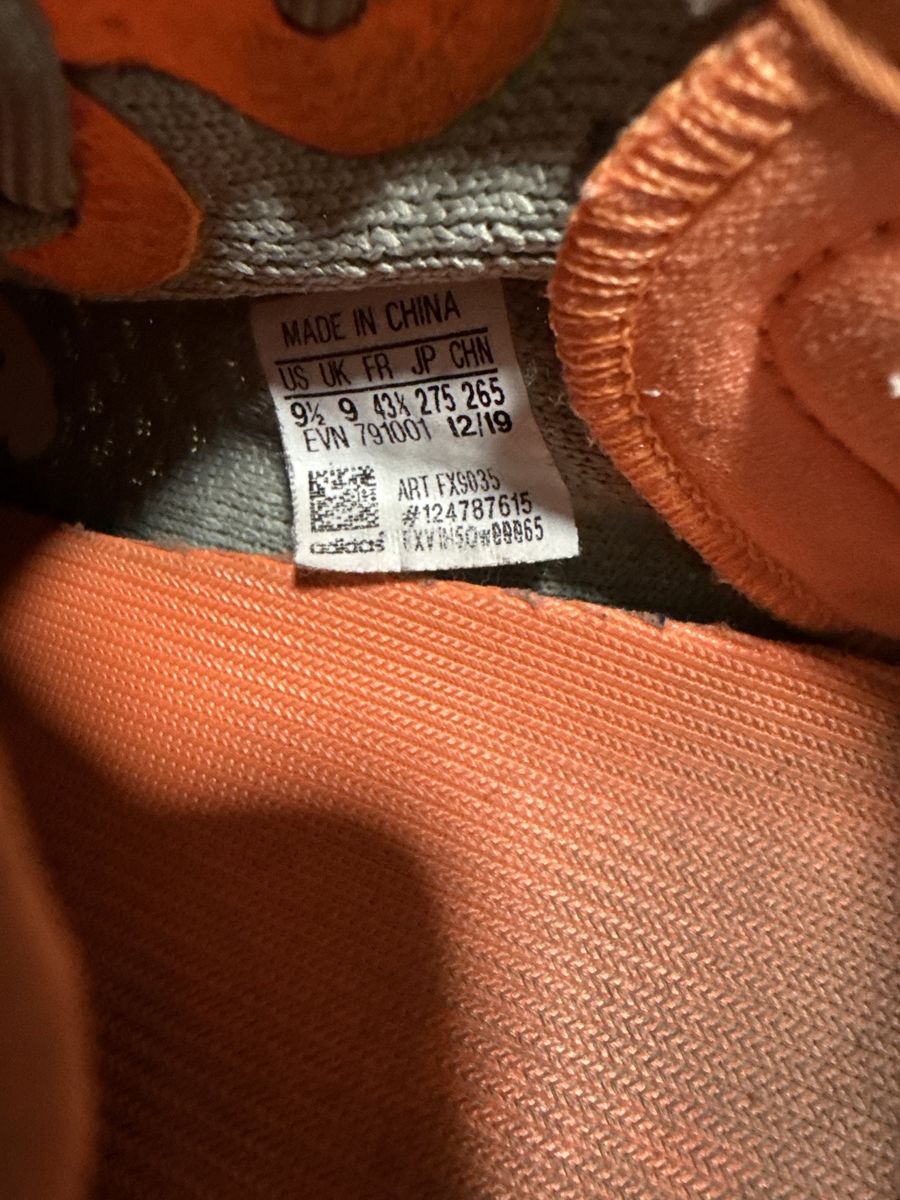 MADE IN CHINA
US UK FR JP CHN
9½ 9 43⅓ 275 265
EVN 791001 12/19
ART FX9035
#124787615
adidas